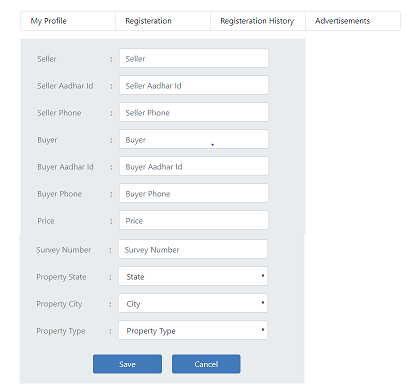 My Profile Registeration Registeration History Advertisements
Seller : Seller
Seller Aadhar Id : Seller Aadhar Id
Seller Phone : Seller Phone
Buyer : Buyer
Buyer Aadhar Id : Buyer Aadhar Id
Buyer Phone : Buyer Phone
Price : Price
Survey Number : Survey Number
Property State : State
Property City : City
Property Type : Property Type
Save Cancel